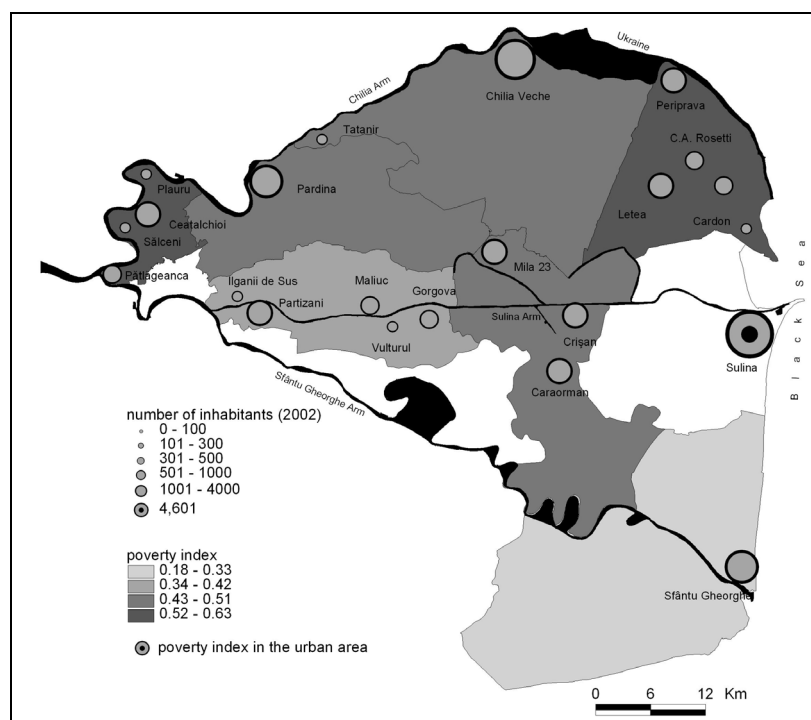 Ukraine
Chilia Arm
Chilia Veche
Periprava
Tatanir
C.A. Rosetti
Plauru
Pardina
Letea
Ceatalchioi
Cardon
Sălceni
Mila 23
Pătlăgeanca
Ilganii de Sus
Maliuc
Gorgova
Partizani
Sulina Arm
Crişan
Vulturul
Sulina
Black Sea
Caraorman
Sfântu Gheorghe Arm
number of inhabitants (2002)
0 - 100
101 - 300
301 - 500
501 - 1000
1001 - 4000
4,601
poverty index
0.18 - 0.33
0.34 - 0.42
0.43 - 0.51
0.52 - 0.63
Sfântu Gheorghe
poverty index in the urban area
0 6 12 Km